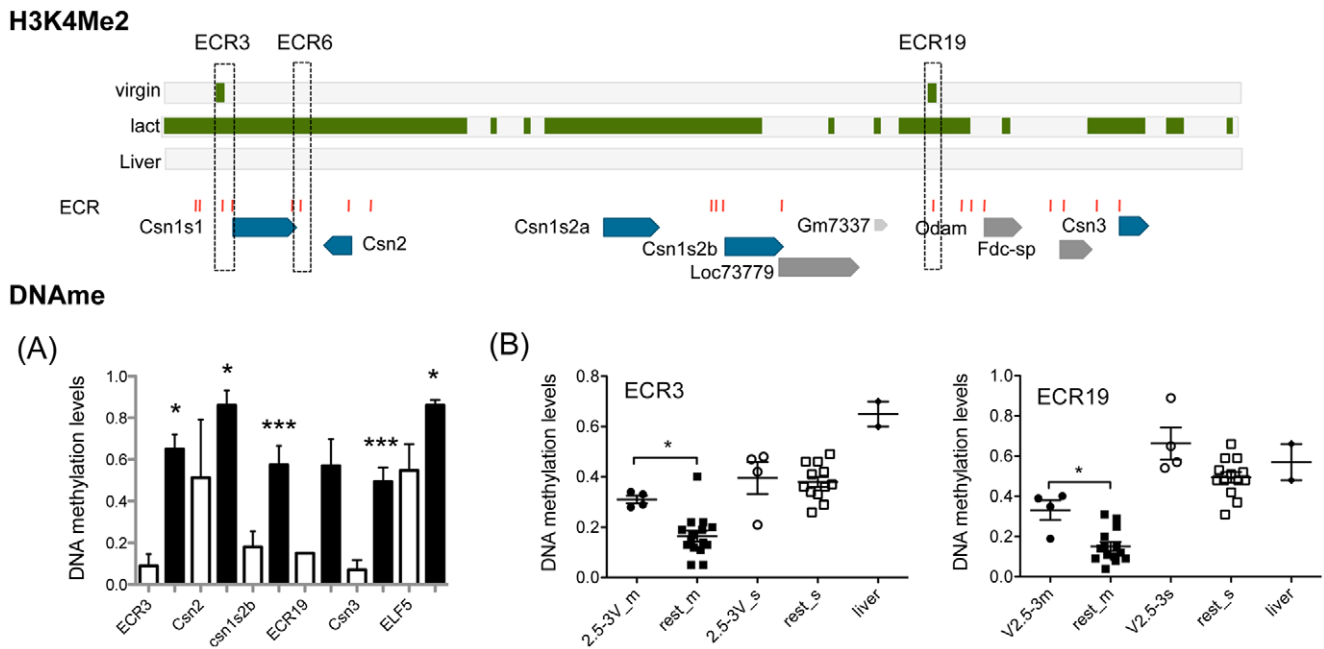 H3K4Me2
ECR3 ECR6 ECR19
virgin
lact
Liver
ECR
Csn1s1 Csn2 Csn1s2a Csn1s2b Loc73779 Gm7337 Odam Fdc-sp Csn3
DNAme
(A)
DNA methylation levels
1.0
0.8
0.6
0.4
0.2
0.0
* * *** *** *
ECR3 Csn2 csn1s2b ECR19 Csn3 ELF5
(B)
DNA methylation levels
0.8
0.6
0.4
0.2
0.0
ECR3
*
2.5-3V_m rest_m 2.5-3V_s rest_s liver
DNA methylation levels
1.0
0.8
0.6
0.4
0.2
0.0
ECR19
*
V2.5-3m rest_m V2.5-3s rest_s liver